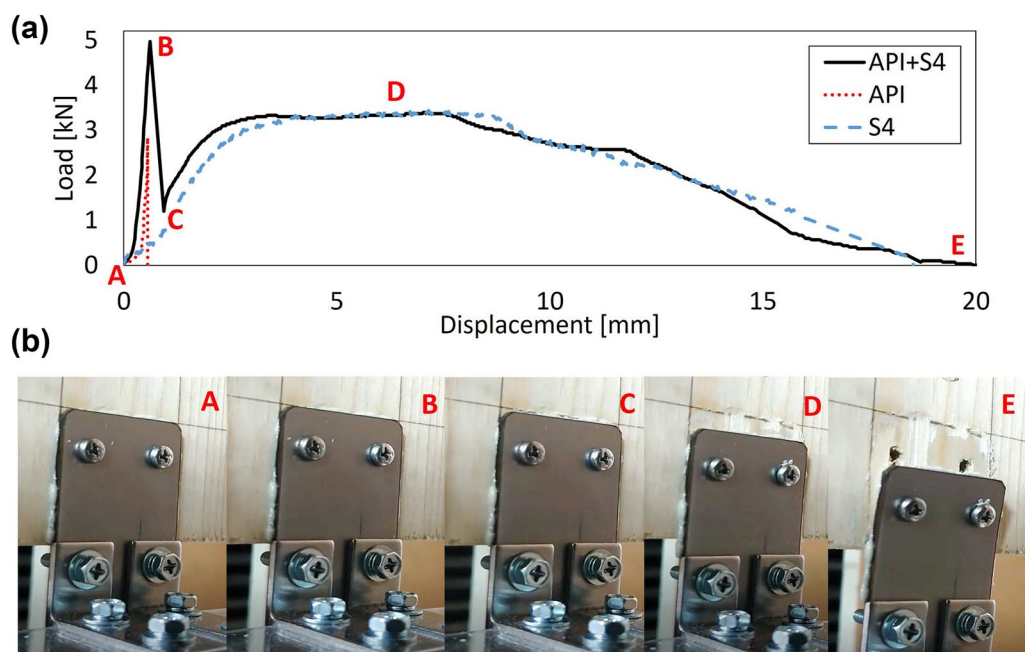 (a)
Load [kN]
5
4
3
2
1
0
A
B
C
D
E
API+S4
API
S4
0 5 10 15 20
Displacement [mm]
(b)
A B C D E